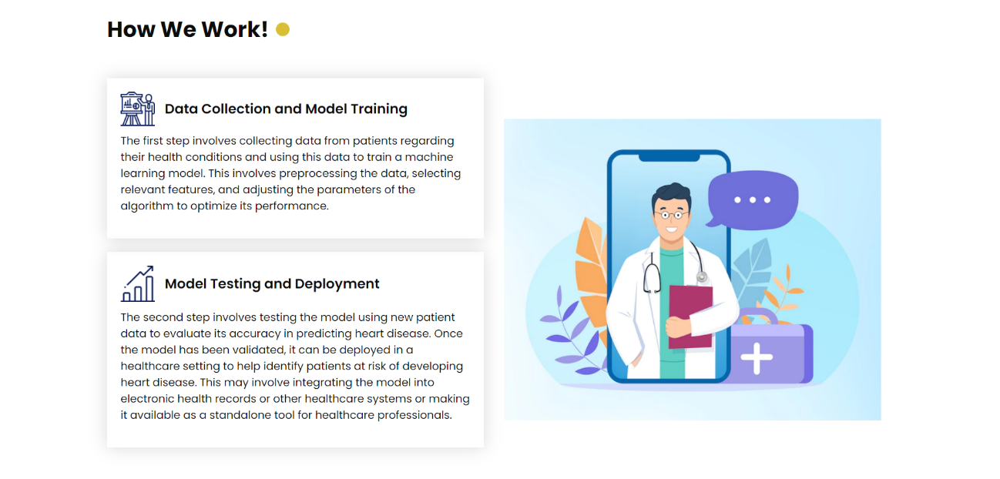 How We Work!
Data Collection and Model Training
The first step involves collecting data from patients regarding
their health conditions and using this data to train a machine
learning model. This involves preprocessing the data, selecting
relevant features, and adjusting the parameters of the
algorithm to optimize its performance.
Model Testing and Deployment
The second step involves testing the model using new patient
data to evaluate its accuracy in predicting heart disease. Once
the model has been validated, it can be deployed in a
healthcare setting to help identify patients at risk of developing
heart disease. This may involve integrating the model into
electronic health records or other healthcare systems or making
it available as a standalone tool for healthcare professionals.